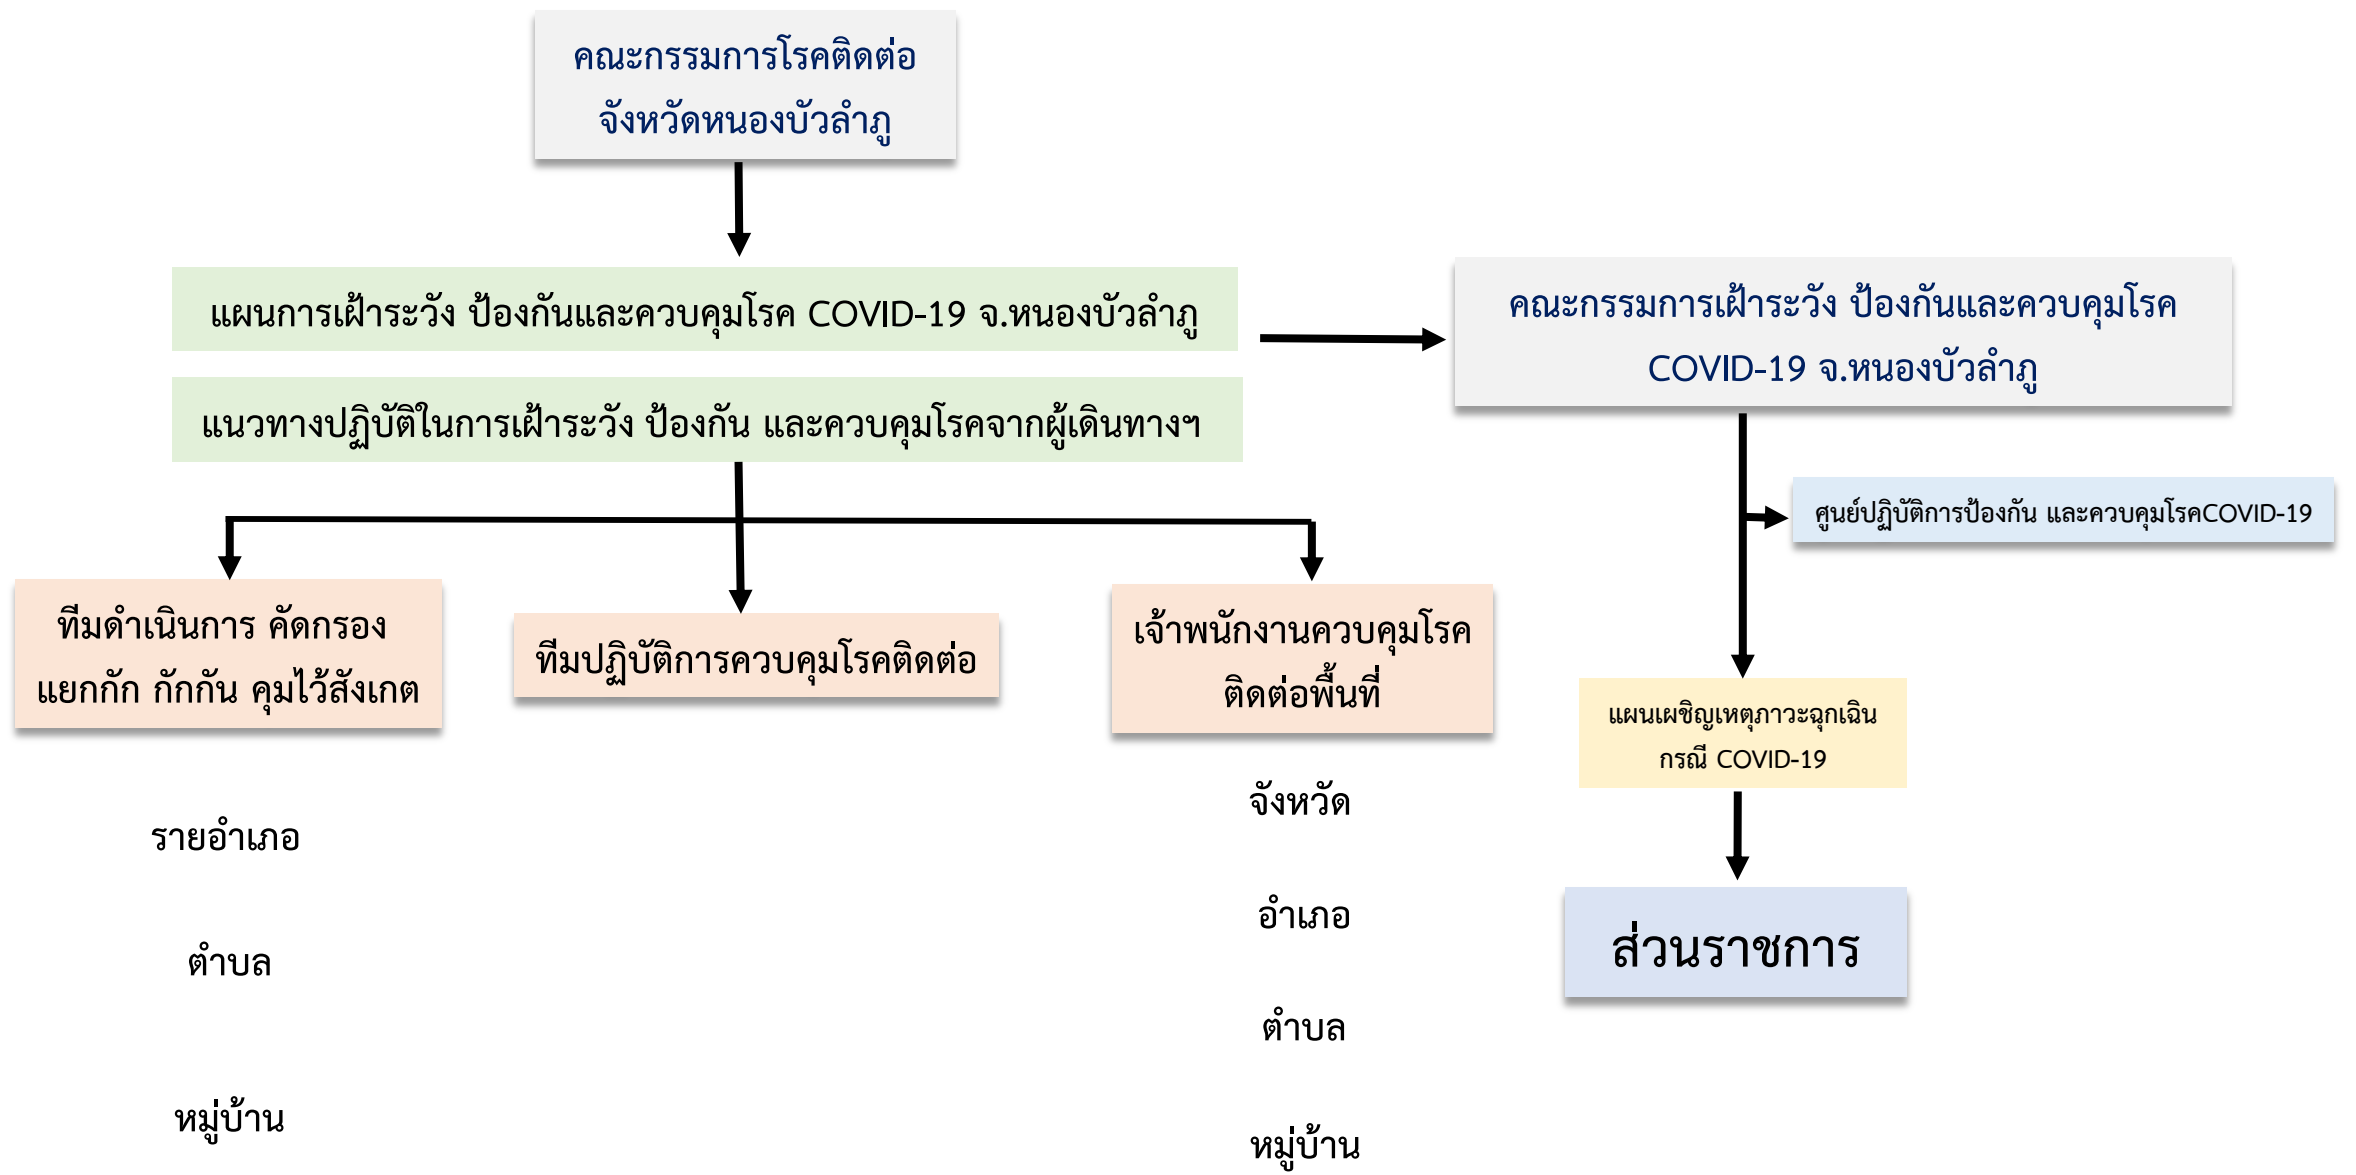 คณะกรรมการโรคติดต่อ
จังหวัดหนองบัวลำภู
แผนการเฝ้าระวัง ป้องกันและควบคุมโรค COVID-19 จ.หนองบัวลำภู
แนวทางปฏิบัติในการเฝ้าระวัง ป้องกัน และควบคุมโรคจากผู้เดินทางฯ
คณะกรรมการเฝ้าระวัง ป้องกันและควบคุมโรค
COVID-19 จ.หนองบัวลำภู
ศูนย์ปฏิบัติการป้องกัน และควบคุมโรคCOVID-19
ทีมดำเนินการ คัดกรอง
แยกกัก กักกัน คุมไว้สังเกต
รายอำเภอ
ตำบล
หมู่บ้าน
ทีมปฏิบัติการควบคุมโรคติดต่อ
เจ้าพนักงานควบคุมโรค
ติดต่อพื้นที่
จังหวัด
อำเภอ
ตำบล
หมู่บ้าน
แผนเผชิญเหตุภาวะฉุกเฉิน
กรณี COVID-19
ส่วนราชการ